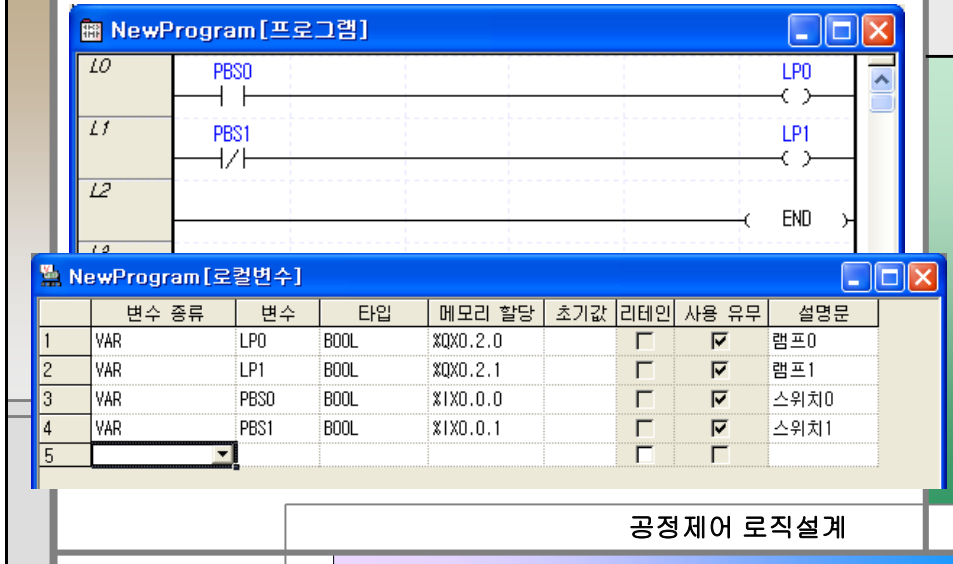 NewProgram[프로그램]
L0 PBS0 LP0
L1 PBS1 LP1
L2 END
NewProgram[로컬변수]
변수 종류 변수 타입 메모리 할당 초기값 리테인 사용 유무 설명문
1 VAR LP0 BOOL %QX0.2.0 램프0
2 VAR LP1 BOOL %QX0.2.1 램프1
3 VAR PBS0 BOOL %IX0.0.0 스위치0
4 VAR PBS1 BOOL %IX0.0.1 스위치1
5
공정제어 로직설계